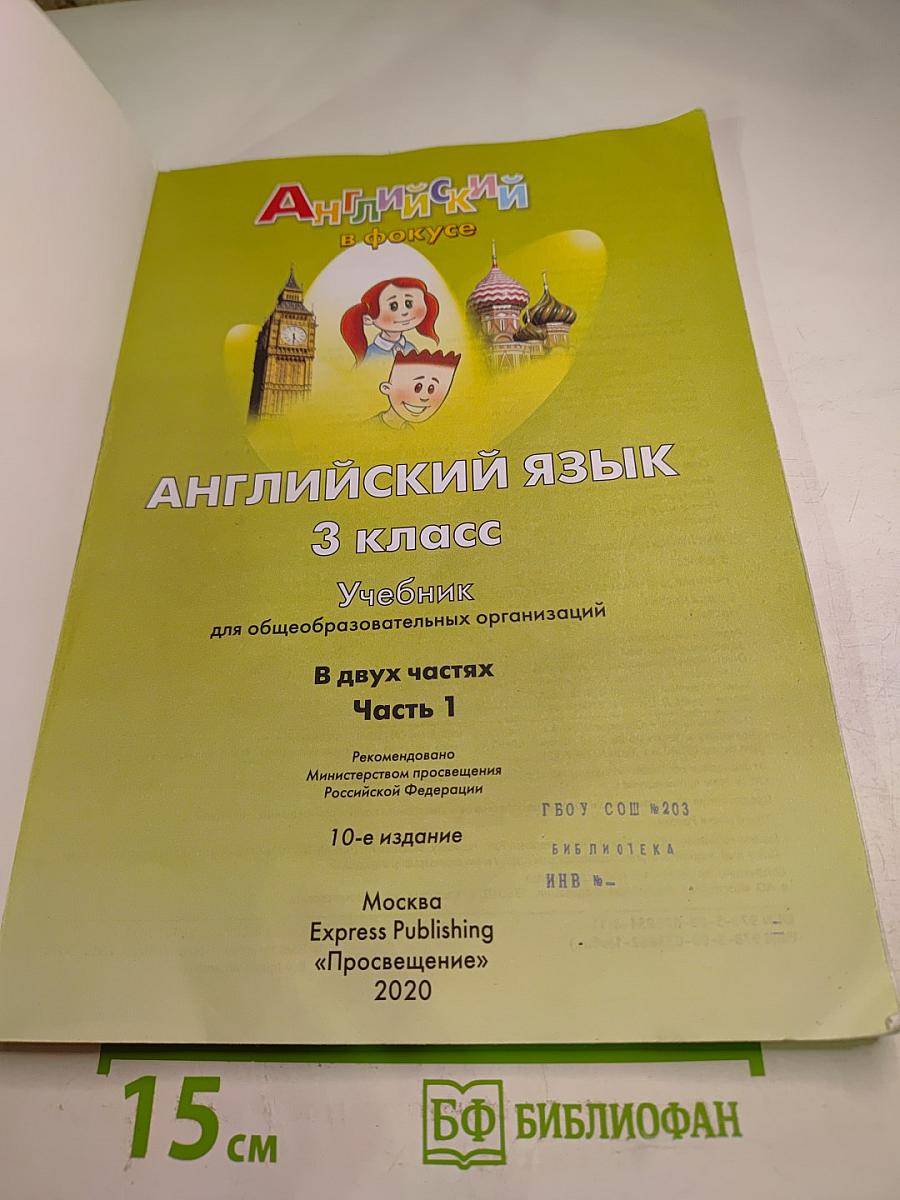 Английский
в фокусе
АНГЛИЙСКИЙ ЯЗЫК
3 класс
Учебник
для общеобразовательных организаций
В двух частях
Часть 1
Рекомендовано
Министерством просвещения
Российской Федерации
10-е издание
ГБОУ СОШ №203
БИБЛИОТЕКА
ИНВ №
Москва
Express Publishing
«Просвещение»
2020
15 см
БФ БИБЛИОФАН